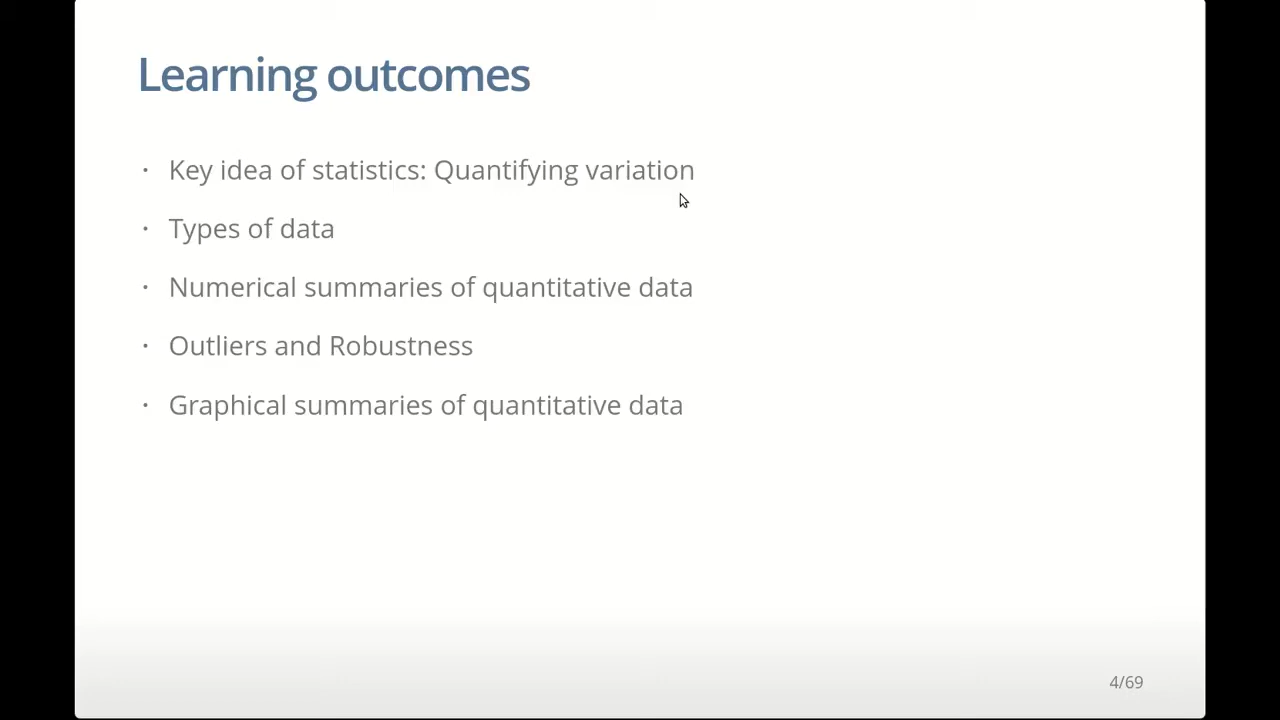 Learning outcomes
· Key idea of statistics: Quantifying variation
· Types of data
· Numerical summaries of quantitative data
· Outliers and Robustness
· Graphical summaries of quantitative data
4/69